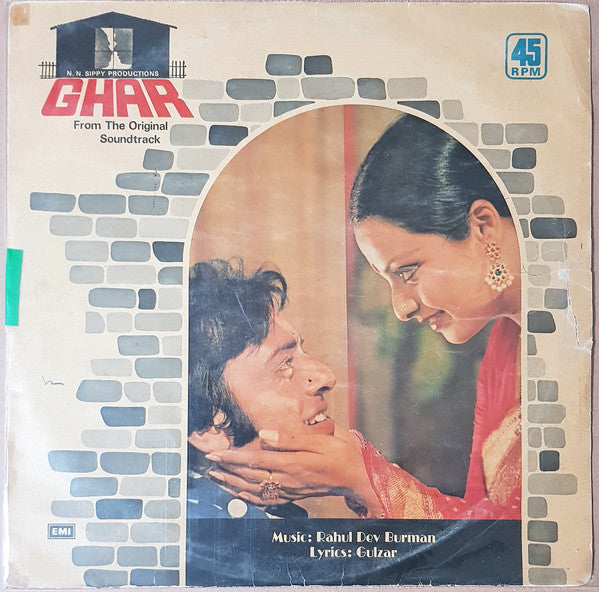 N. N. SIPPY PRODUCTIONS
GHAR
From The Original
Soundtrack
45
RPM
EMI
Music: Rahul Dev Burman
Lyrics: Gulzar